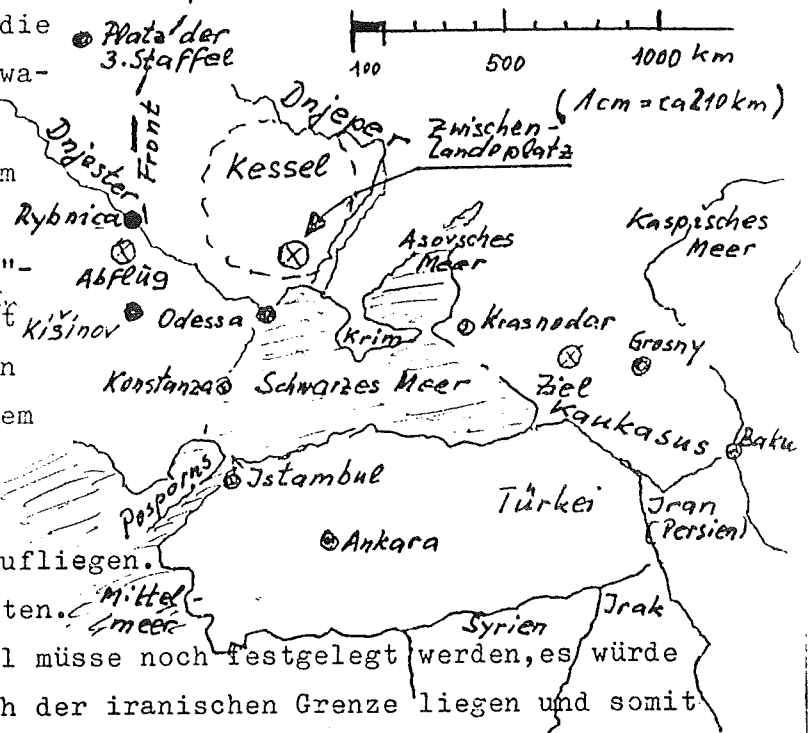 die
Platz der
3. Staffel
wa-
100
500
1000 km
(1cm = ca 210 km)
Front
Dnjeper
Zwischen-
landeplatz
Dnjester
Kessel
m
Rybnica
Kaspisches
Meer
Asovsches
Meer
"-
Abflüg
ft
Kišinov
Odessa
Krim
Krasnodar
Grosny
n
Konstanza
Schwarzes Meer
Ziel
em
Kaukasus
Baku
Posporus
Istambul
Türkei
Iran
(Persien)
Ankara
ufliegen.
Mittel-
meer
ten.
Syrien
Irak
l müsse noch festgelegt werden,es würde
h der iranischen Grenze liegen und somit